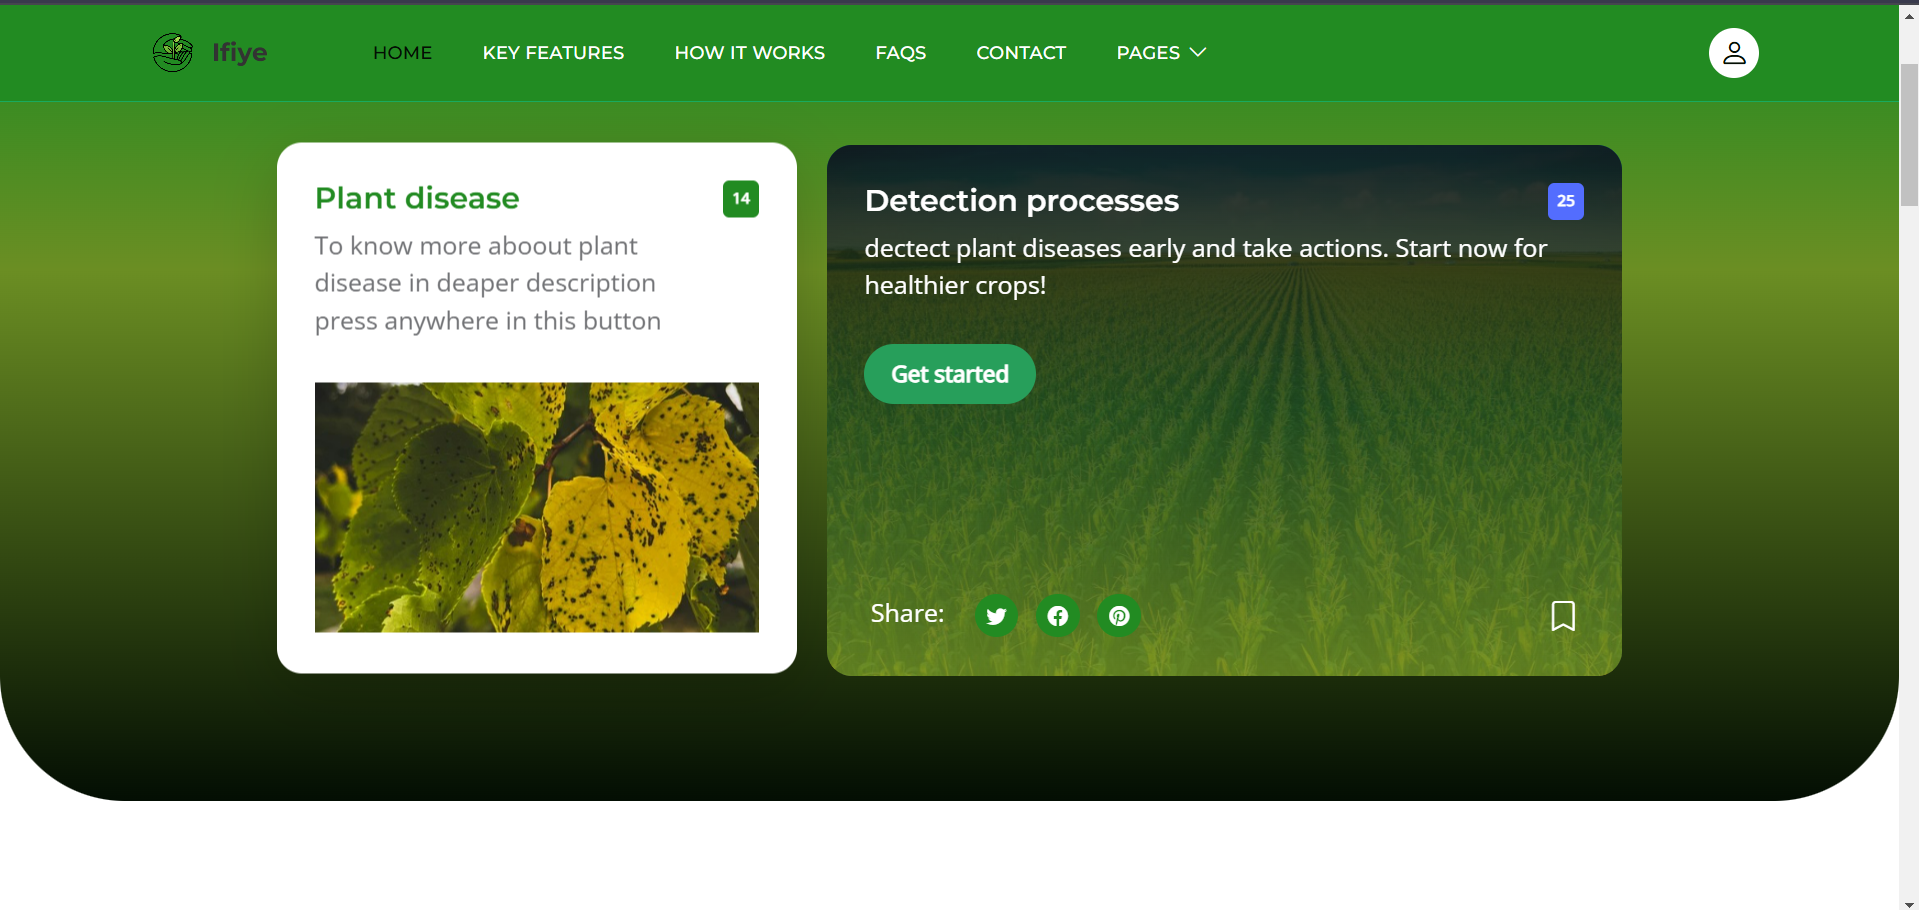 Ifiye
HOME
KEY FEATURES
HOW IT WORKS
FAQS
CONTACT
PAGES
Plant disease
14
To know more aboout plant
disease in deaper description
press anywhere in this button
Detection processes
25
dectect plant diseases early and take actions. Start now for
healthier crops!
Get started
Share: